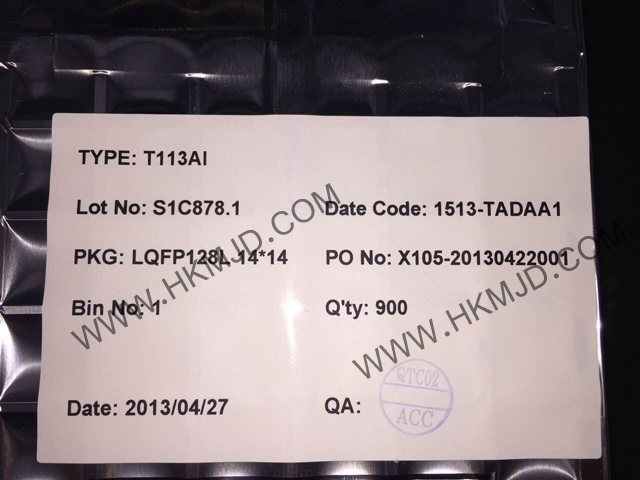 TYPE: T113AI
Lot No: S1C878.1 Date Code: 1513-TADAA1
PKG: LQFP128L 14*14 PO No: X105-20130422001
Bin No: 1 Q'ty: 900
Date: 2013/04/27 QA:
QTC02
ACC
WWW.HKMJD.COM
WWW.HKMJD.COM